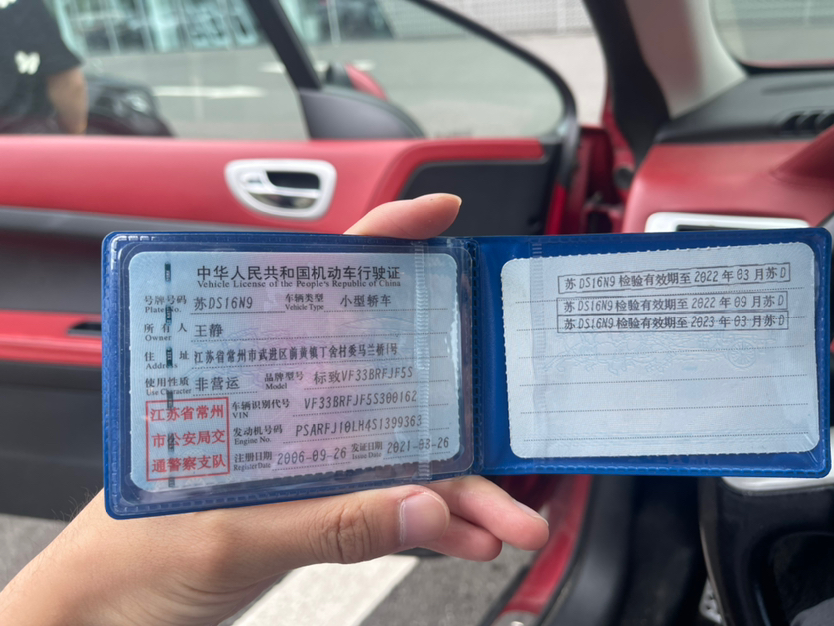 中华人民共和国机动车行驶证
Vehicle License of the People's Republic of China
号牌号码 苏DS16N9 车辆类型 小型轿车
Plate No. Vehicle Type
所有人 王静
Owner
住址 江苏省常州市武进区前黄镇丁舍村委马兰桥1号
Address
使用性质 非营运 品牌型号 标致VF33BRFJF5S
Use Character Model
江苏省常州
市公安局交
通警察支队
车辆识别代号 VF33BRFJF5S300162
VIN
发动机号码 PSARFJ10LH4S1399363
Engine No.
注册日期 2006-09-26 发证日期 2021-03-26
Register Date Issue Date
苏DS16N9检验有效期至2022年03月苏D
苏DS16N9检验有效期至2022年09月苏D
苏DS16N9检验有效期至2023年03月苏D